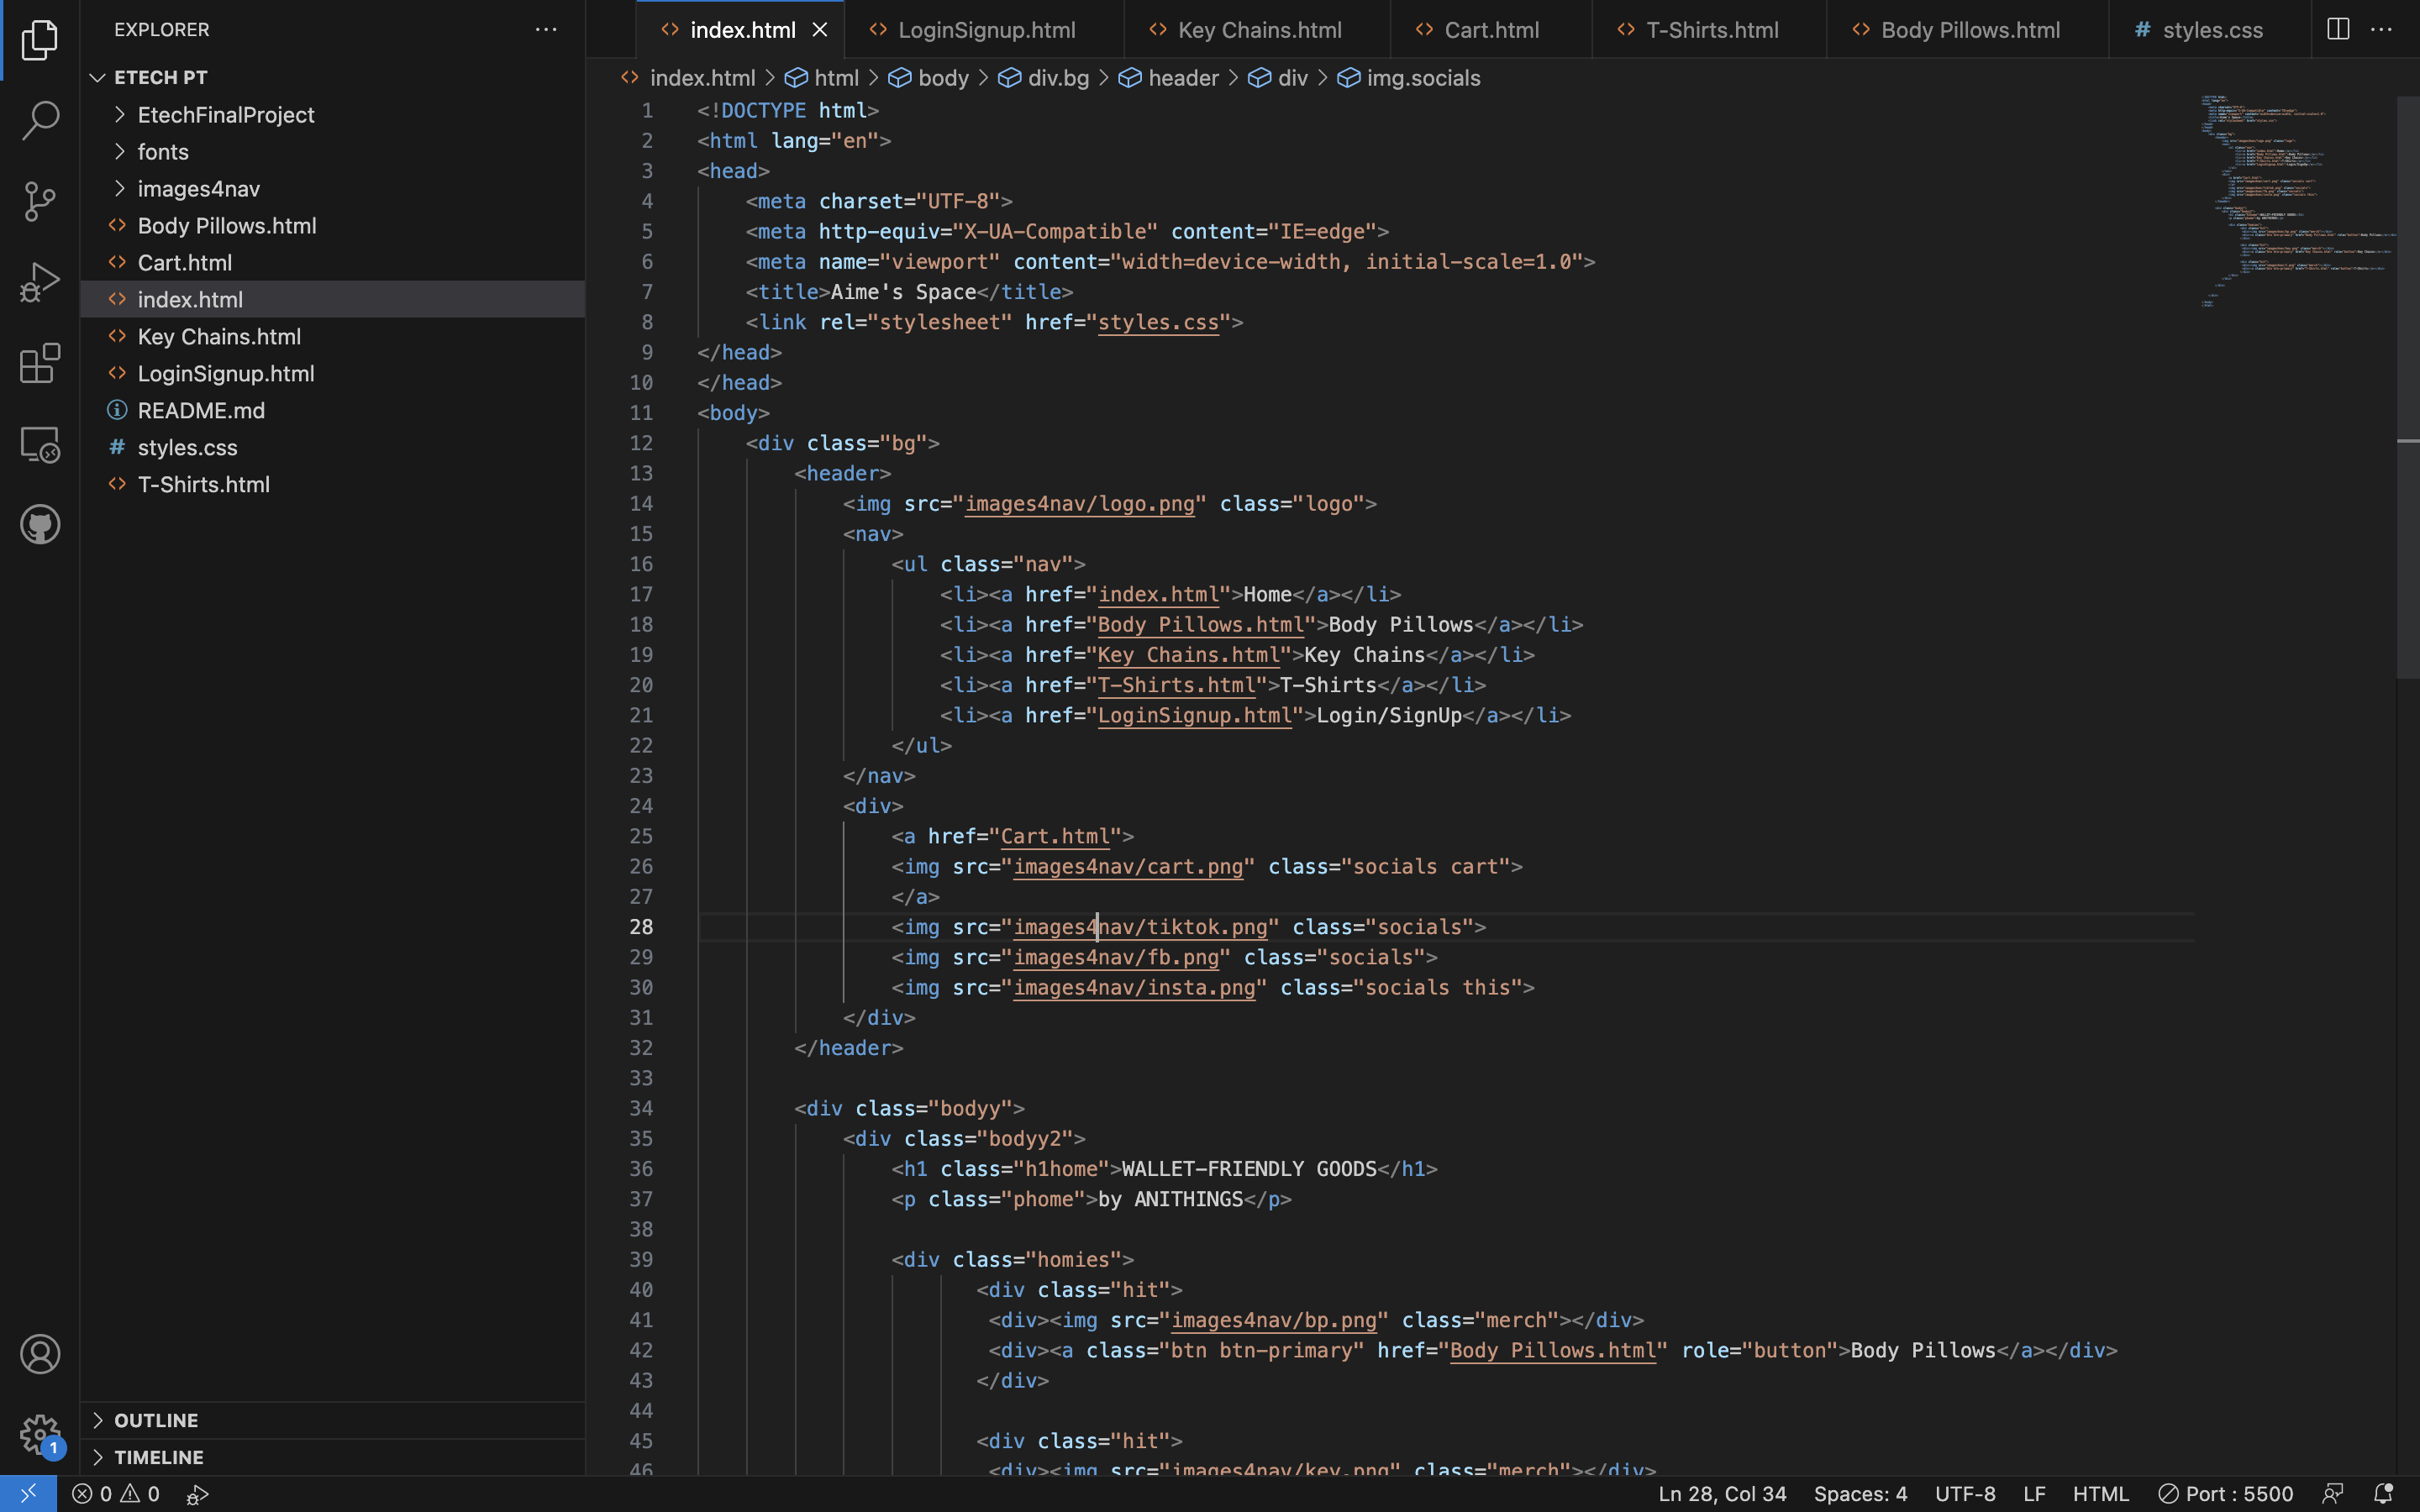 EXPLORER
ETECH PT
EtechFinalProject
fonts
images4nav
Body Pillows.html
Cart.html
index.html
Key Chains.html
LoginSignup.html
README.md
styles.css
T-Shirts.html
OUTLINE
TIMELINE
1
index.html LoginSignup.html Key Chains.html Cart.html T-Shirts.html Body Pillows.html # styles.css
index.html > html > body > div.bg > header > div > img.socials
1 <!DOCTYPE html>
2 <html lang="en">
3 <head>
4 <meta charset="UTF-8">
5 <meta http-equiv="X-UA-Compatible" content="IE=edge">
6 <meta name="viewport" content="width=device-width, initial-scale=1.0">
7 <title>Aime's Space</title>
8 <link rel="stylesheet" href="styles.css">
9 </head>
10 </head>
11 <body>
12 <div class="bg">
13 <header>
14 <img src="images4nav/logo.png" class="logo">
15 <nav>
16 <ul class="nav">
17 <li><a href="index.html">Home</a></li>
18 <li><a href="Body Pillows.html">Body Pillows</a></li>
19 <li><a href="Key Chains.html">Key Chains</a></li>
20 <li><a href="T-Shirts.html">T-Shirts</a></li>
21 <li><a href="LoginSignup.html">Login/SignUp</a></li>
22 </ul>
23 </nav>
24 <div>
25 <a href="Cart.html">
26 <img src="images4nav/cart.png" class="socials cart">
27 </a>
28 <img src="images4nav/tiktok.png" class="socials">
29 <img src="images4nav/fb.png" class="socials">
30 <img src="images4nav/insta.png" class="socials this">
31 </div>
32 </header>
33
34 <div class="bodyy">
35 <div class="bodyy2">
36 <h1 class="h1home">WALLET-FRIENDLY GOODS</h1>
37 <p class="phome">by ANITHINGS</p>
38
39 <div class="homies">
40 <div class="hit">
41 <div><img src="images4nav/bp.png" class="merch"></div>
42 <div><a class="btn btn-primary" href="Body Pillows.html" role="button">Body Pillows</a></div>
43 </div>
44
45 <div class="hit">
46 <div><img src="images4nav/key.png" class="merch"></div>
0 0 Ln 28, Col 34 Spaces: 4 UTF-8 LF HTML Port : 5500